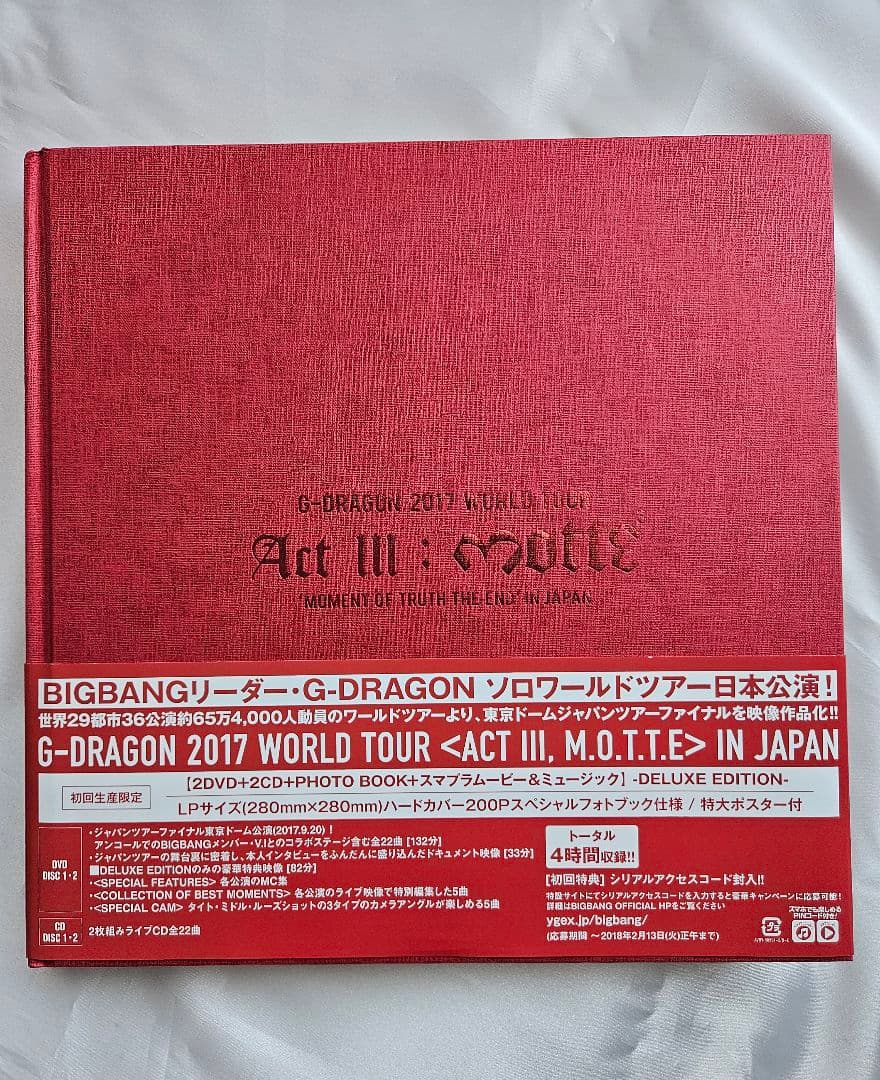 G-DRAGON 2017 WORLD TOUR
Act III : MOTTE
'MOMENT OF TRUTH THE END' IN JAPAN
BIGBANGリーダー・G-DRAGON ソロワールドツアー日本公演!
世界29都市36公演約65万4,000人動員のワールドツアーより、東京ドームジャパンツアーファイナルを映像作品化!!
G-DRAGON 2017 WORLD TOUR <ACT III, M.O.T.T.E> IN JAPAN
初回生産限定
【2DVD+2CD+PHOTO BOOK+スマプラムービー&ミュージック】 -DELUXE EDITION-
LPサイズ(280mm×280mm)ハードカバー200Pスペシャルフォトブック仕様 / 特大ポスター付
DVD
DISC 1・2
・ジャパンツアーファイナル東京ドーム公演(2017.9.20)!
アンコールでのBIGBANGメンバー・V.Iとのコラボステージ含む全22曲 [132分]
・ジャパンツアーの舞台裏に密着し、本人インタビューをふんだんに盛り込んだドキュメント映像 [33分]
■DELUXE EDITIONのみの豪華特典映像 [82分]
・<SPECIAL FEATURES> 各公演のMC集
・<COLLECTION OF BEST MOMENTS> 各公演のライブ映像で特別編集した5曲
・<SPECIAL CAM> タイト・ミドル・ルーズショットの3タイプのカメラアングルが楽しめる5曲
CD
DISC 1・2
2枚組みライブCD全22曲
トータル
4時間収録!!
【初回特典】 シリアルアクセスコード封入!!
特設サイトにてシリアルアクセスコードを入力すると豪華キャンペーンに応募可能!
詳細はBIGBANG OFFICIAL HPをご覧ください
ygex.jp/bigbang/
(応募期間 〜2018年2月13日(火)正午まで)
スマホでも楽しめる
PINコード付き!